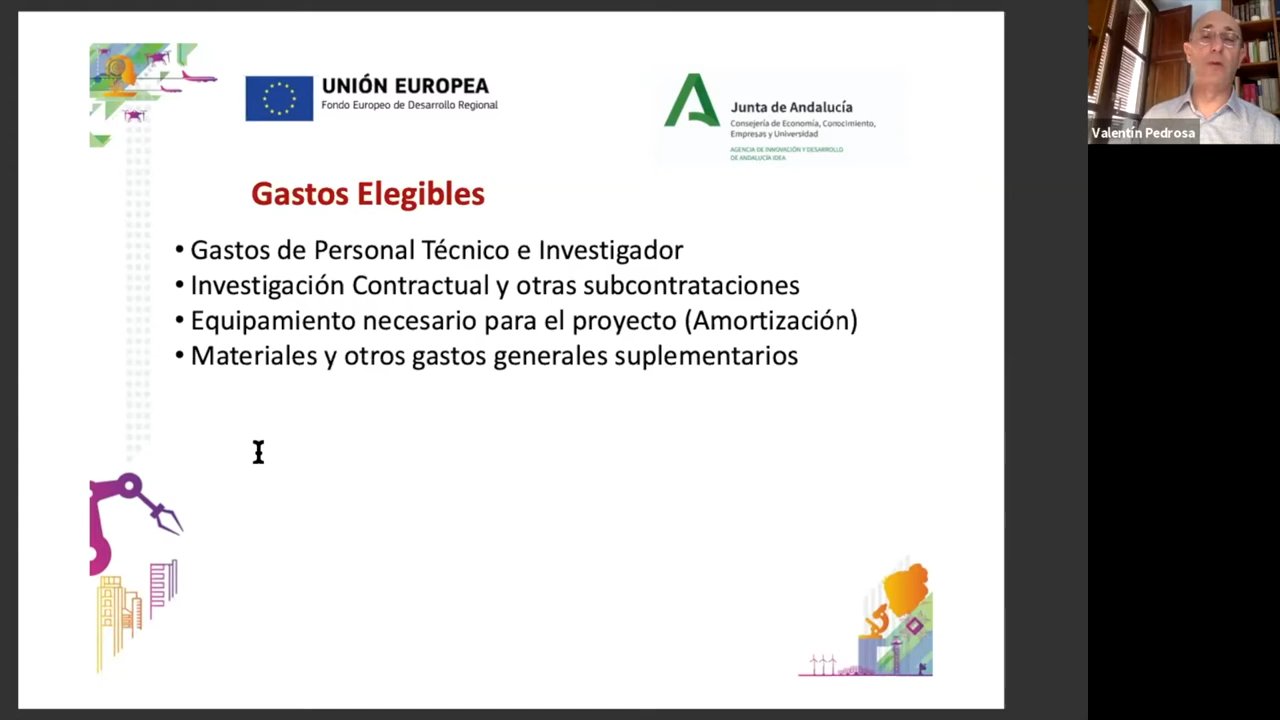 UNIÓN EUROPEA
Fondo Europeo de Desarrollo Regional
Junta de Andalucía
Consejería de Economía, Conocimiento,
Empresas y Universidad
AGENCIA DE INNOVACIÓN Y DESARROLLO
DE ANDALUCÍA IDEA
Valentín Pedrosa
Gastos Elegibles
• Gastos de Personal Técnico e Investigador
• Investigación Contractual y otras subcontrataciones
• Equipamiento necesario para el proyecto (Amortización)
• Materiales y otros gastos generales suplementarios